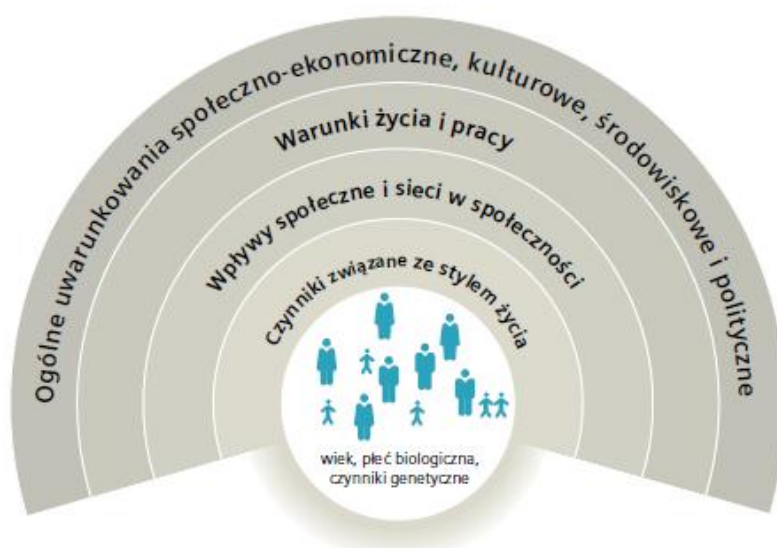 Ogólne uwarunkowania społeczno-ekonomiczne, kulturowe, środowiskowe i polityczne
Warunki życia i pracy
Wpływy społeczne i sieci w społeczności
Czynniki związane ze stylem życia
wiek, płeć biologiczna,
czynniki genetyczne